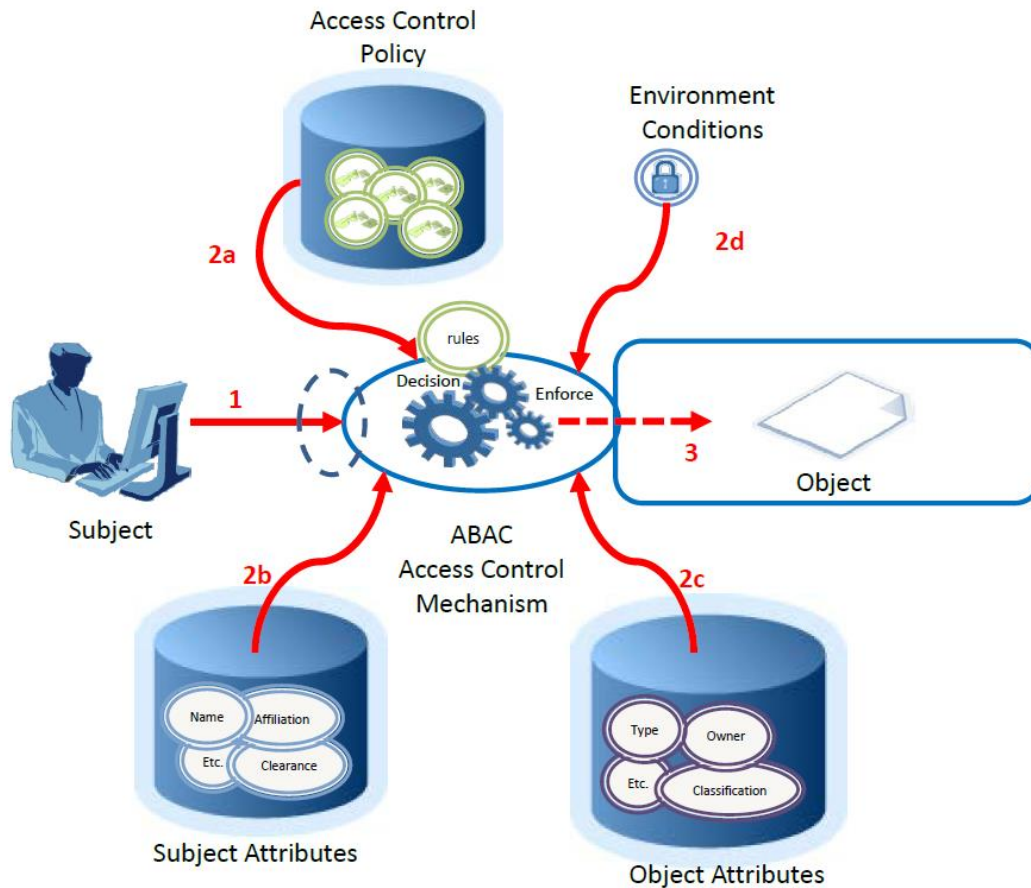 Access Control
Policy
Environment
Conditions
2a
2d
rules
Decision
Enforce
1
3
Object
Subject
ABAC
Access Control
Mechanism
2b
2c
Name
Affiliation
Etc.
Clearance
Type
Owner
Etc.
Classification
Subject Attributes
Object Attributes